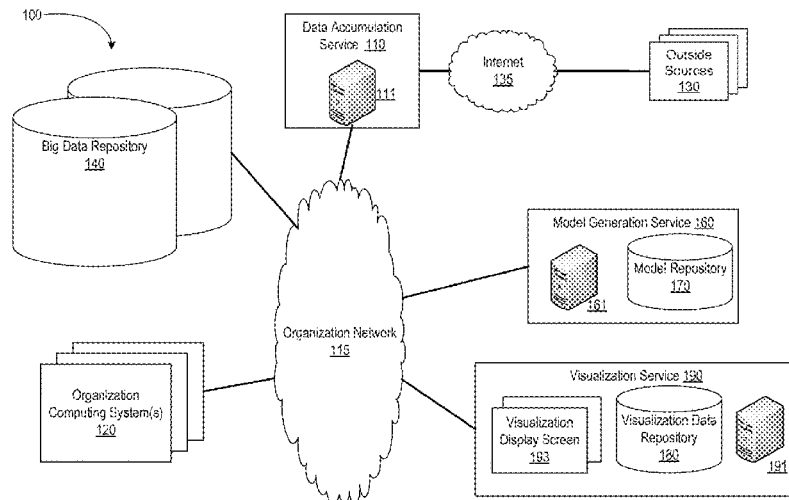 100
Data Accumulation
Service 110
111
Internet
135
Outside
Sources
130
Big Data Repository
140
Model Generation Service 160
161
Model Repository
170
Organization Network
115
Organization
Computing System(s)
120
Visualization Service 190
Visualization
Display Screen
193
Visualization Data
Repository
180
191